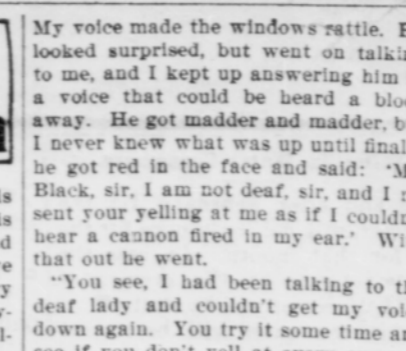 My voice made the windows rattle.
looked surprised, but went on talki
to me, and I kept up answering him
a voice that could be heard a blo
away. He got madder and madder, b
I never knew what was up until final
he got red in the face and said: 'M
Black, sir, I am not deaf, sir, and I
sent your yelling at me as if I could
hear a cannon fired in my ear.' Wi
that out he went.
"You see, I had been talking to t
deaf lady and couldn't get my voi
down again. You try it some time a